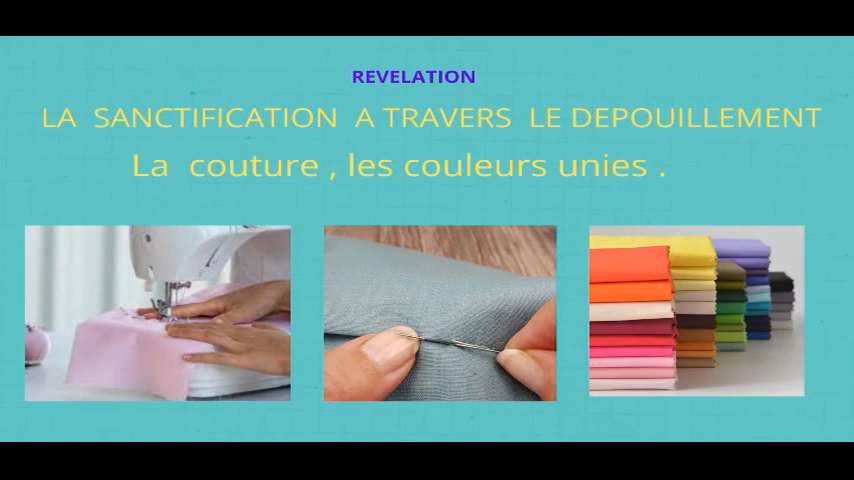 REVELATION
LA SANCTIFICATION A TRAVERS LE DEPOUILLEMENT
La couture , les couleurs unies .